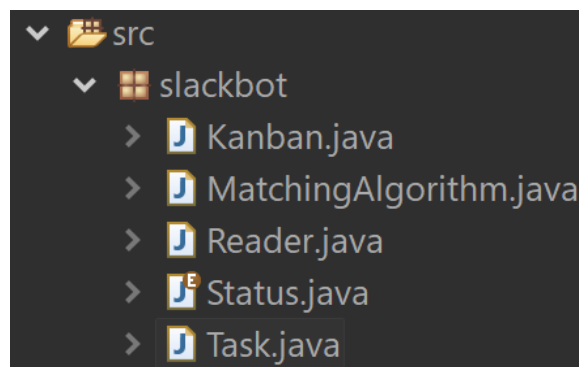 src
slackbot
Kanban.java
MatchingAlgorithm.java
Reader.java
Status.java
Task.java